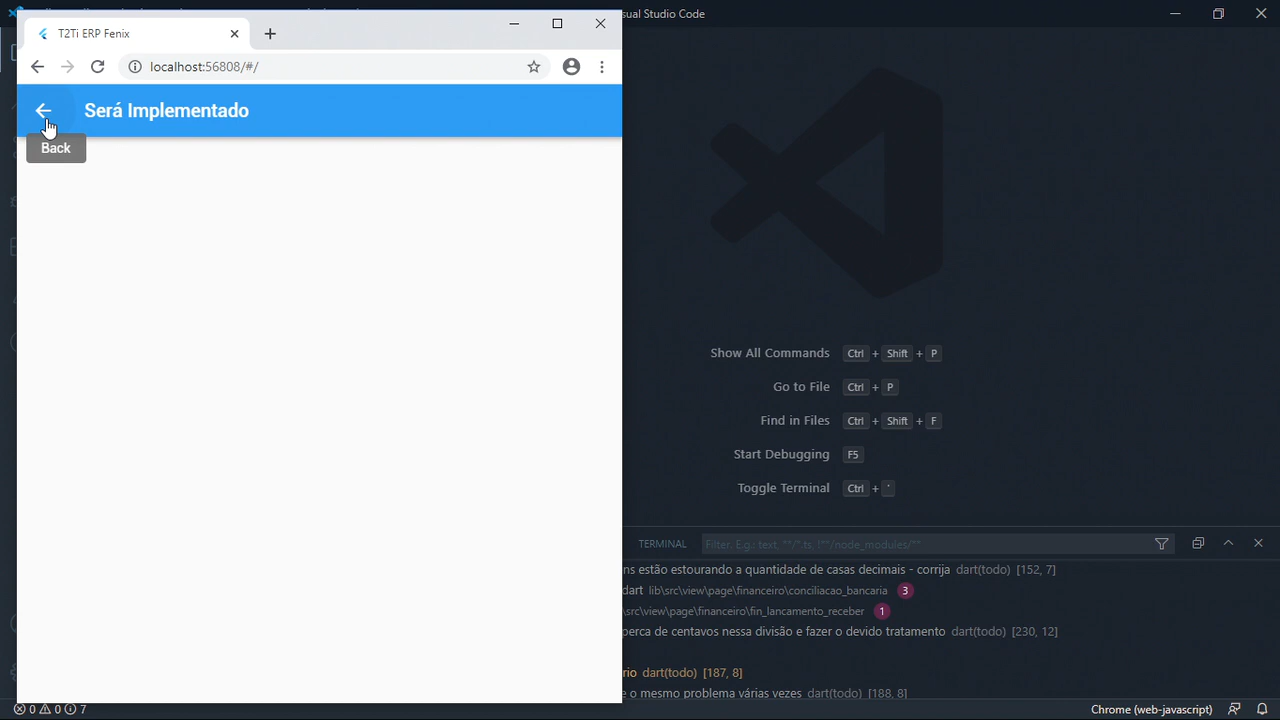 sual Studio Code
T2Ti ERP Fenix
localhost:56808/#/
Será Implementado
Back
Show All Commands Ctrl + Shift + P
Go to File Ctrl + P
Find in Files Ctrl + Shift + F
Start Debugging F5
Toggle Terminal Ctrl + `
TERMINAL Filter. E.g.: text, **/*.ts, !**/node_modules/**
ns estão estourando a quantidade de casas decimais - corrija dart(todo) [152, 7]
dart lib\src\view\page\financeiro\conciliacao_bancaria 3
\src\view\page\financeiro\fin_lancamento_receber 1
perca de centavos nessa divisão e fazer o devido tratamento dart(todo) [230, 12]
rio dart(todo) [187, 8]
e o mesmo problema várias vezes dart(todo) [188, 8]
0 0 7 Chrome (web-javascript)